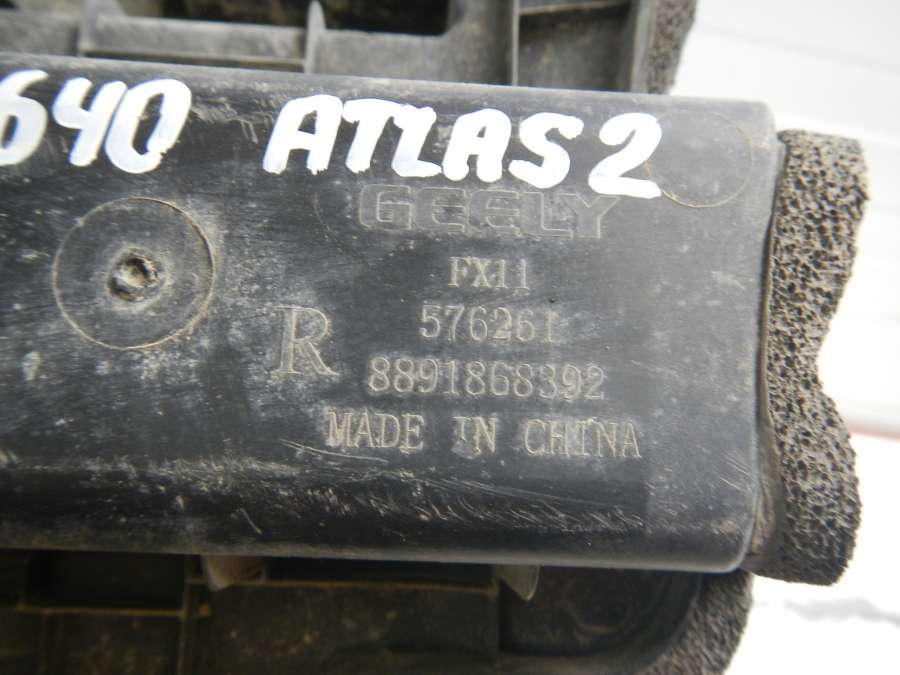 640 ATLAS 2
GEELY
FX11
R 576261
8891868392
MADE IN CHINA